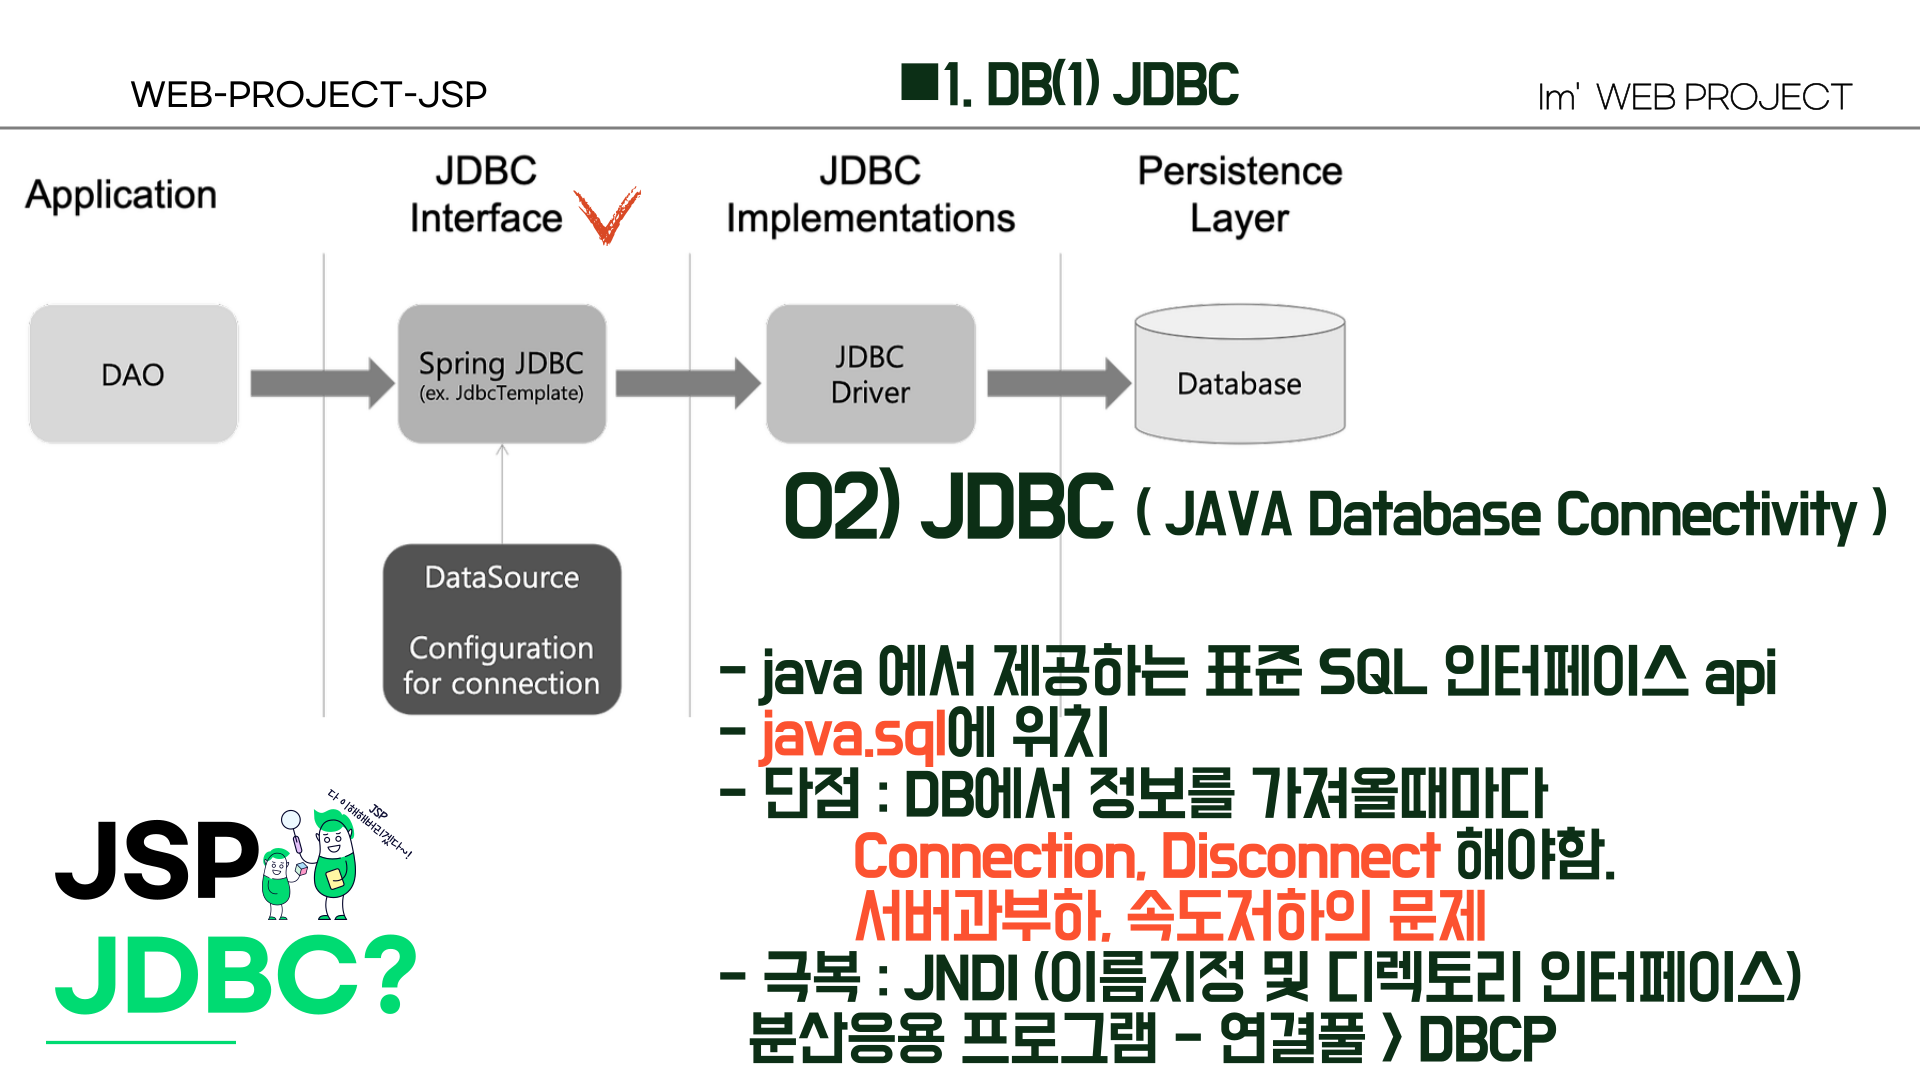 WEB-PROJECT-JSP
■1. DB(1) JDBC
Im' WEB PROJECT
Application
JDBC
Interface
JDBC
Implementations
Persistence
Layer
DAO
Spring JDBC
(ex. JdbcTemplate)
JDBC
Driver
Database
DataSource
Configuration
for connection
02) JDBC ( JAVA Database Connectivity )
- java 에서 제공하는 표준 SQL 인터페이스 api
- java.sql에 위치
- 단점 : DB에서 정보를 가져올때마다
Connection, Disconnect 해야함.
서버과부하, 속도저하의 문제
- 극복 : JNDI (이름지정 및 디렉토리 인터페이스)
분산응용 프로그램 - 연결풀 > DBCP
JSP
다 이해해버리겠다~!
JSP
JDBC?